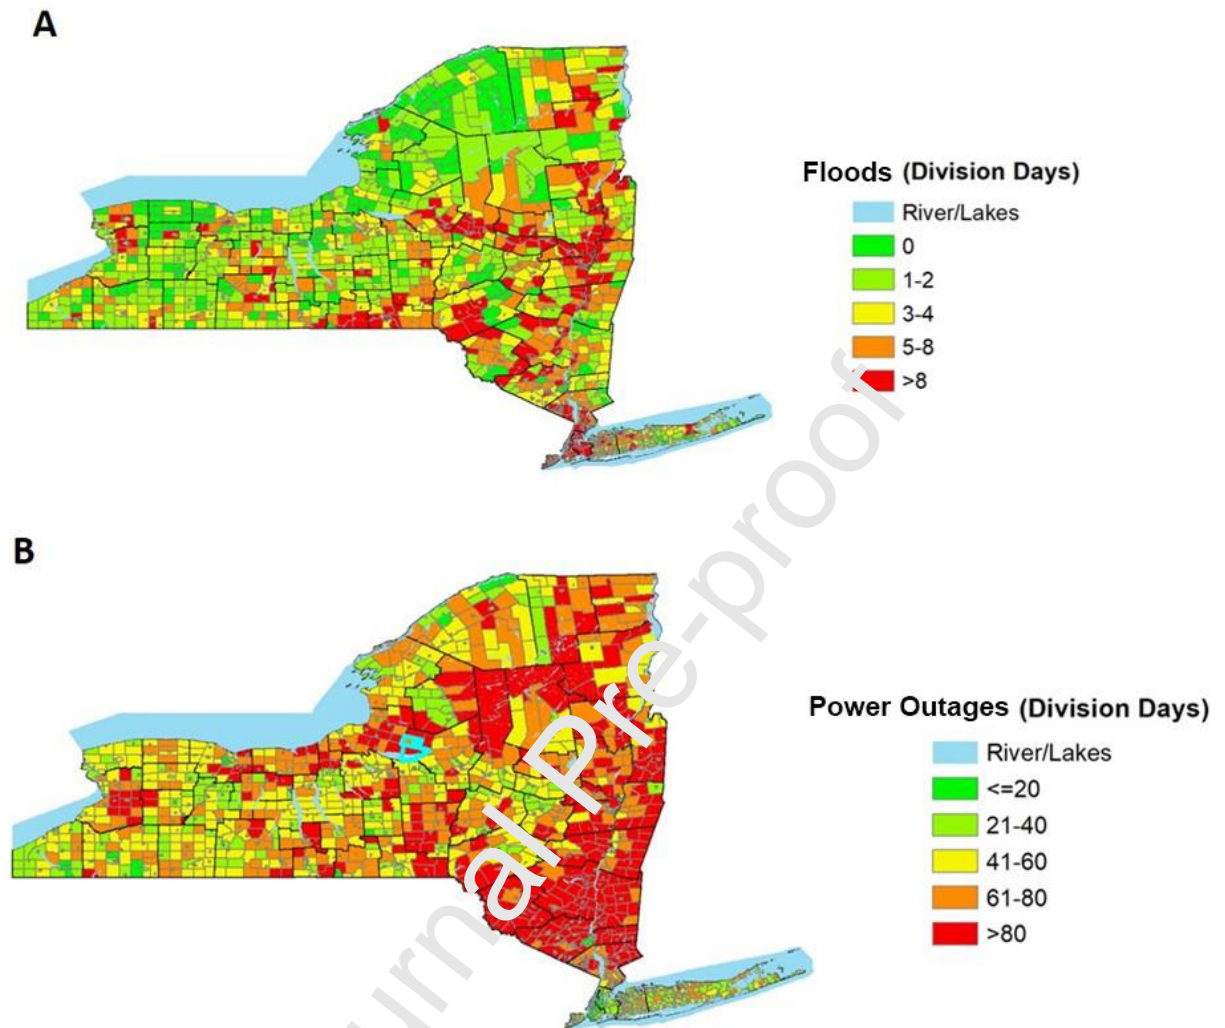 A
Floods (Division Days)
River/Lakes
0
1-2
3-4
5-8
>8
B
Power Outages (Division Days)
River/Lakes
<=20
21-40
41-60
61-80
>80
urnal Pre-proof